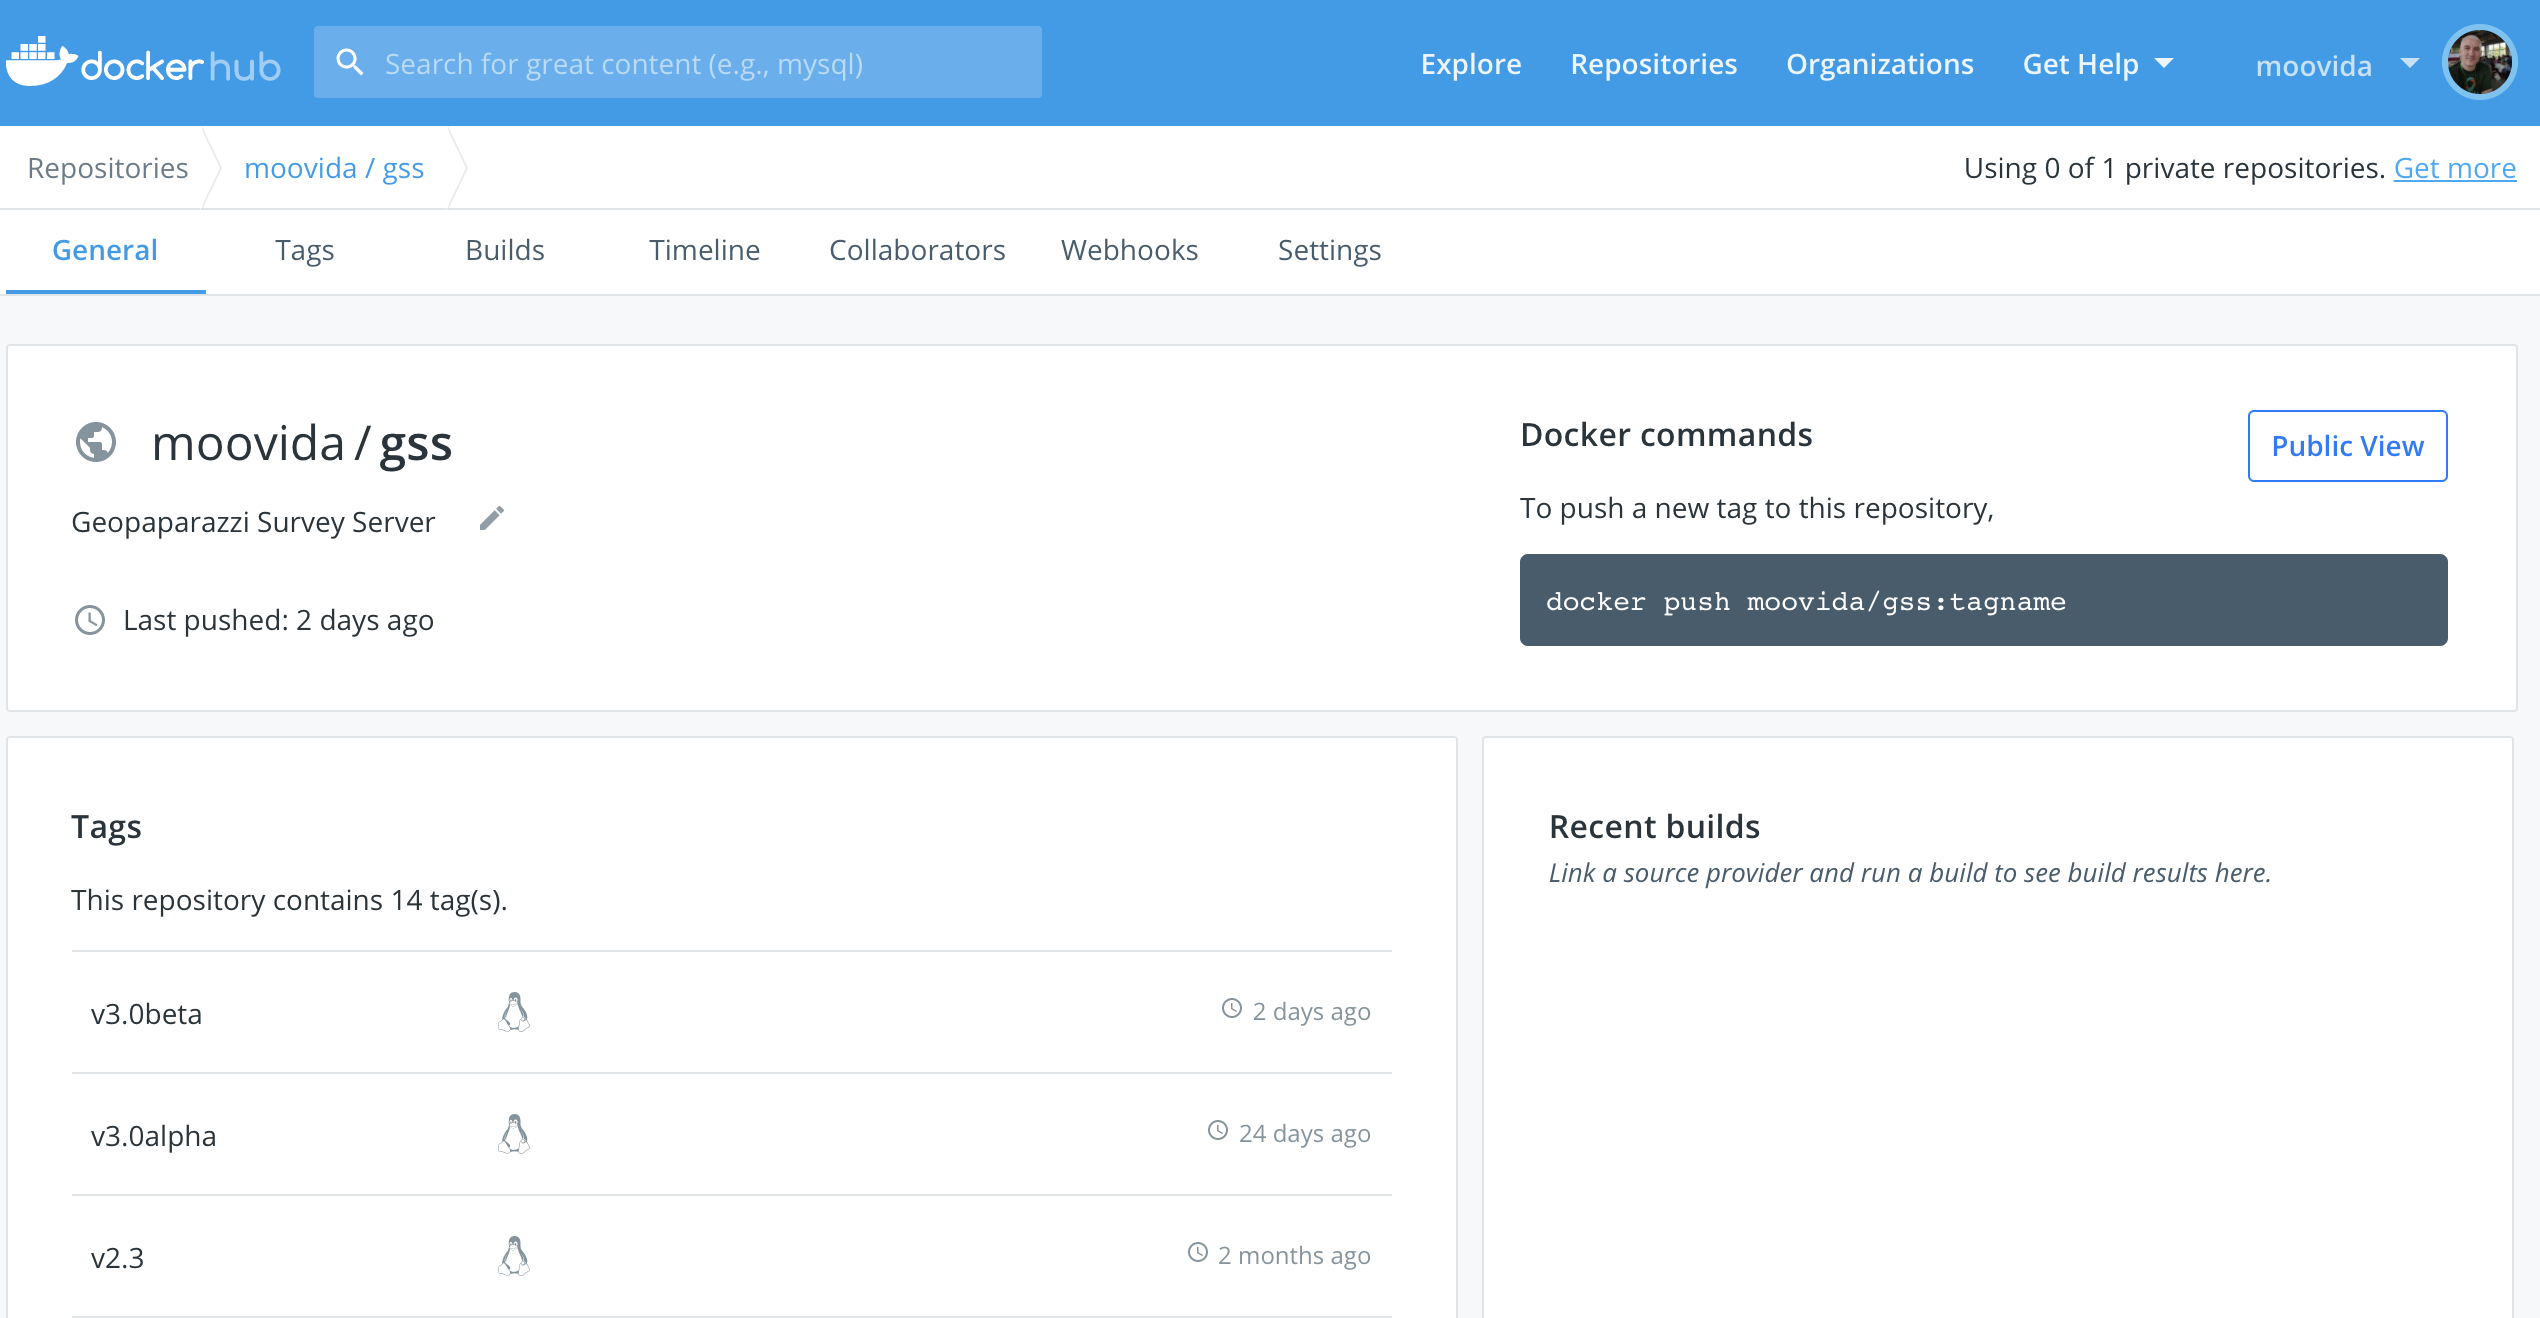 docker hub
Search for great content (e.g., mysql)
Explore
Repositories
Organizations
Get Help
moovida
Repositories
moovida / gss
Using 0 of 1 private repositories. Get more
General
Tags
Builds
Timeline
Collaborators
Webhooks
Settings
moovida / gss
Geopaparazzi Survey Server
Last pushed: 2 days ago
Docker commands
Public View
To push a new tag to this repository,
docker push moovida/gss:tagname
Tags
This repository contains 14 tag(s).
v3.0beta
2 days ago
v3.0alpha
24 days ago
v2.3
2 months ago
Recent builds
Link a source provider and run a build to see build results here.